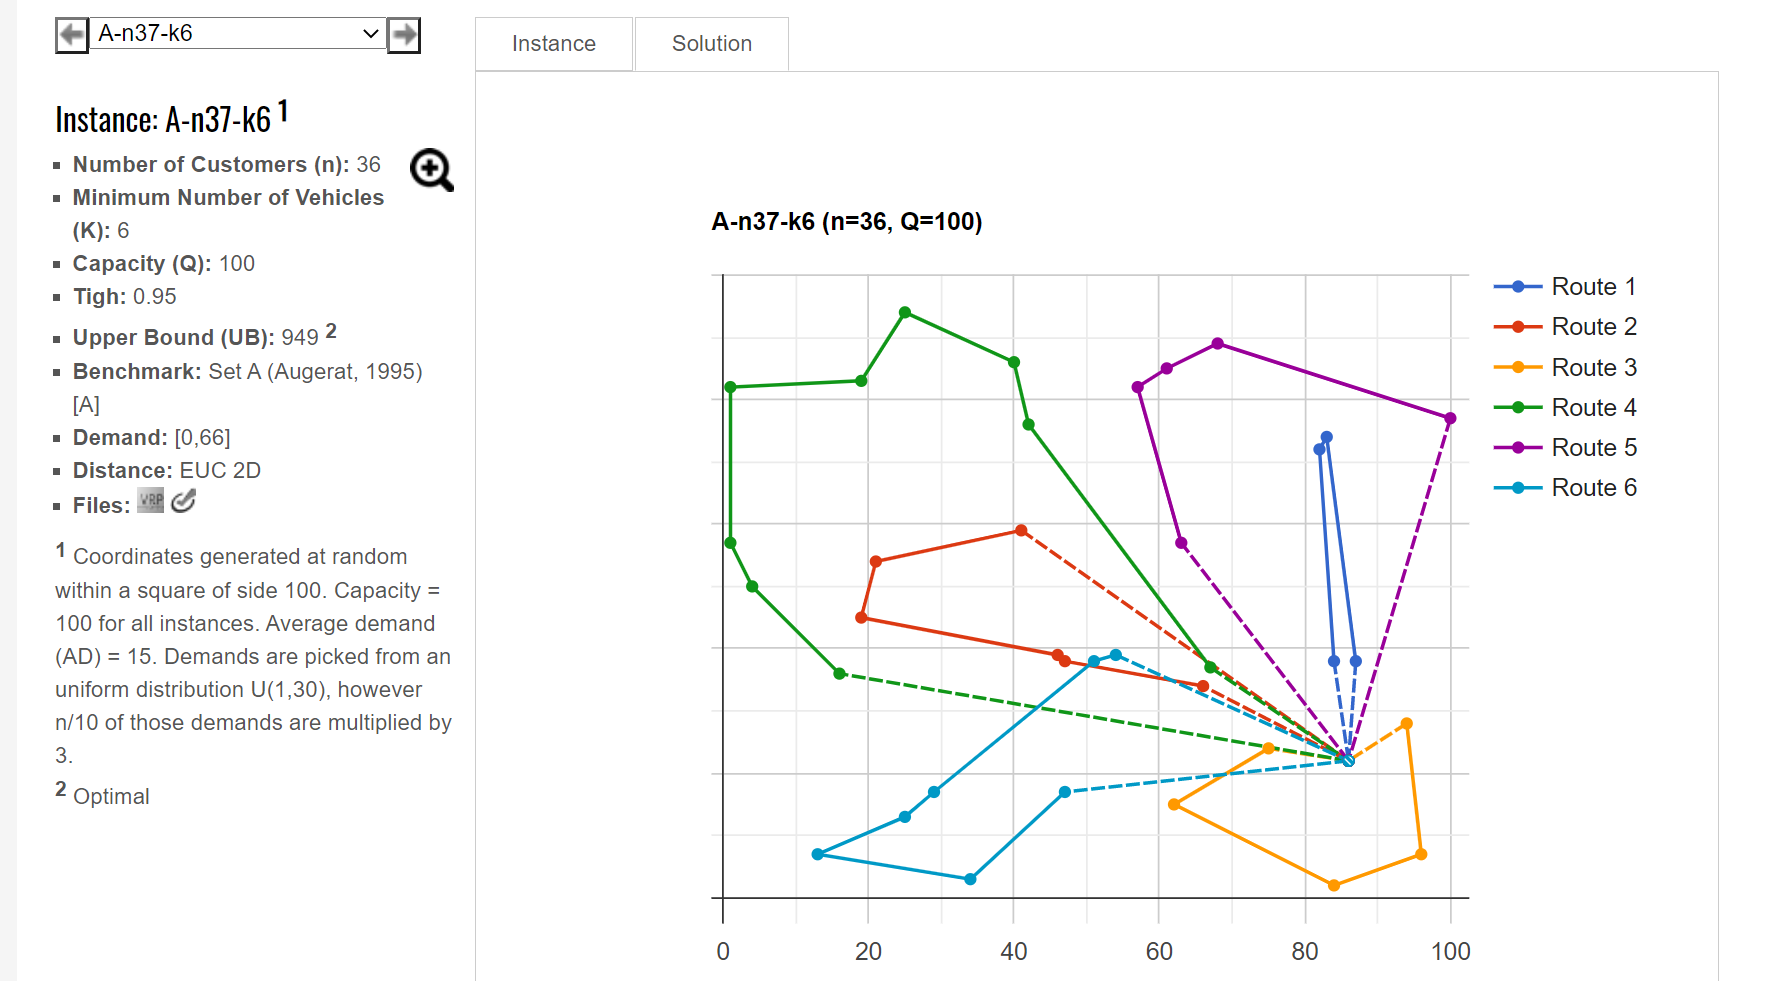 A-n37-k6
Instance
Solution
Instance: A-n37-k6 1
Number of Customers (n): 36
Minimum Number of Vehicles
(K): 6
Capacity (Q): 100
Tigh: 0.95
Upper Bound (UB): 949 2
Benchmark: Set A (Augerat, 1995)
[A]
Demand: [0,66]
Distance: EUC 2D
Files: VRP
1 Coordinates generated at random
within a square of side 100. Capacity =
100 for all instances. Average demand
(AD) = 15. Demands are picked from an
uniform distribution U(1,30), however
n/10 of those demands are multiplied by
3.
2 Optimal
A-n37-k6 (n=36, Q=100)
Route 1
Route 2
Route 3
Route 4
Route 5
Route 6
0 20 40 60 80 100